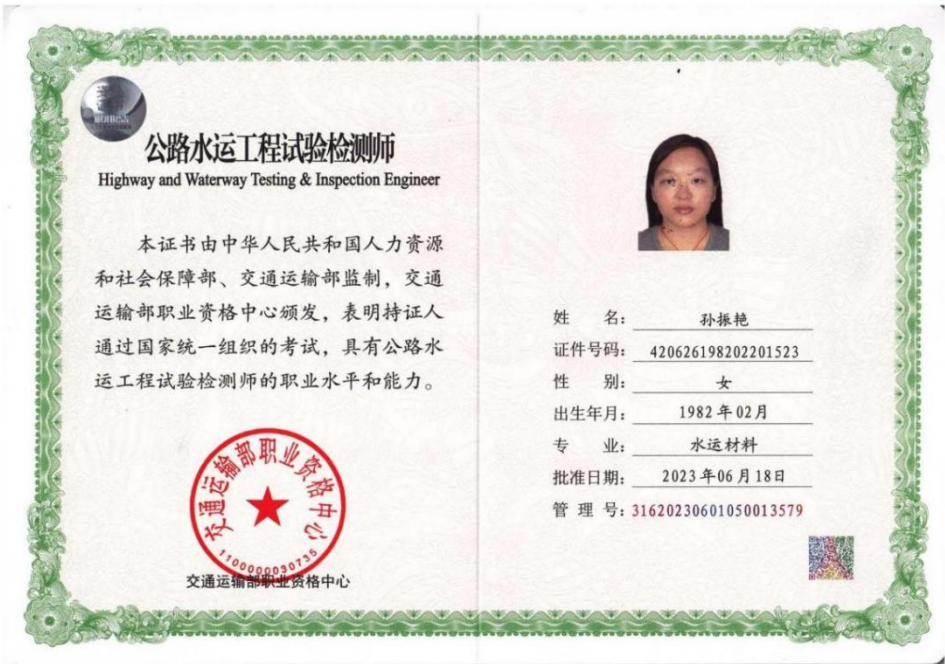 公路水运工程试验检测师
Highway and Waterway Testing & Inspection Engineer
本证书由中华人民共和国人力资源
和社会保障部、交通运输部监制，交通
运输部职业资格中心颁发，表明持证人
通过国家统一组织的考试，具有公路水
运工程试验检测师的职业水平和能力。
交通运输部职业资格中心
1100000030735
交通运输部职业资格中心
姓 名： 孙振艳
证件号码： 420626198202201523
性 别： 女
出生年月： 1982年02月
专 业： 水运材料
批准日期： 2023年06月18日
管 理 号：31620230601050013579